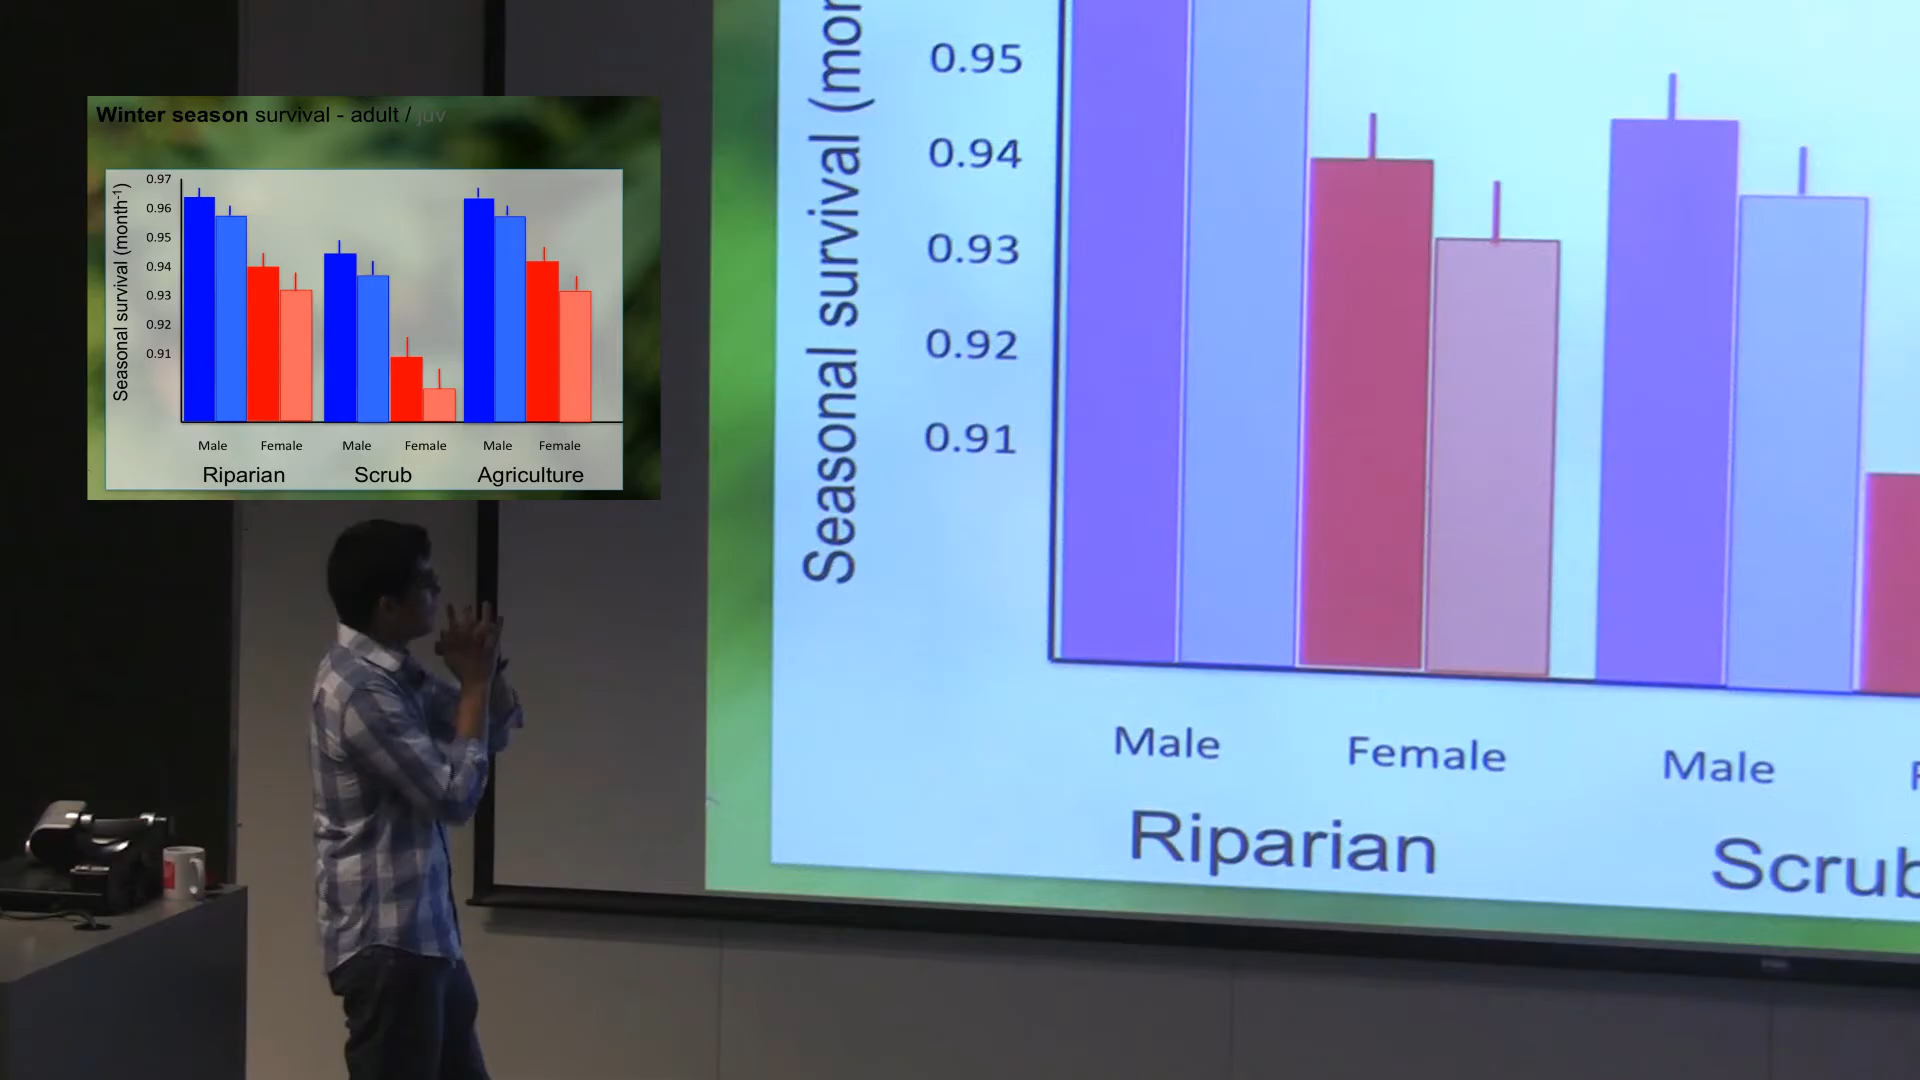 Winter season survival - adult / juv
Seasonal survival (month-1)
0.97
0.96
0.95
0.94
0.93
0.92
0.91
Male Female Male Female Male Female
Riparian Scrub Agriculture
Seasonal survival (mon
0.95
0.94
0.93
0.92
0.91
Male Female Male F
Riparian Scrub